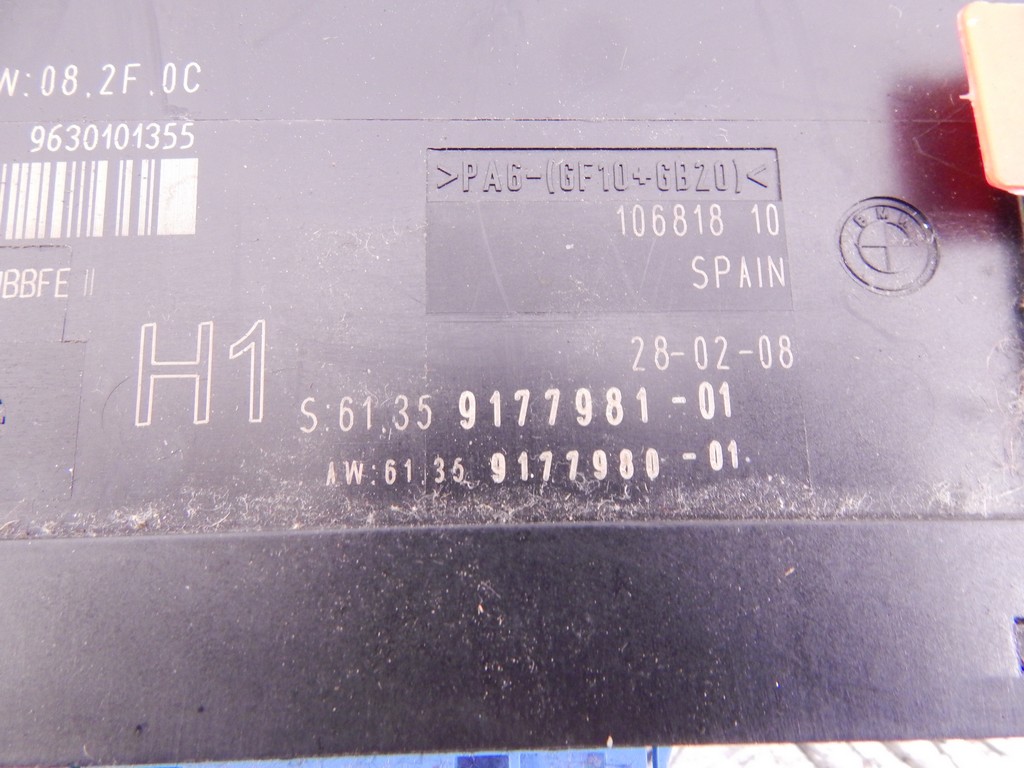 W:08.2F.0C
9630101355
>PA6-(GF10+GB20)<
106818 10
BMW
SPAIN
BBFE II
28-02-08
H1
S:61.35 9177981-01
AW:61.35 9177980-01